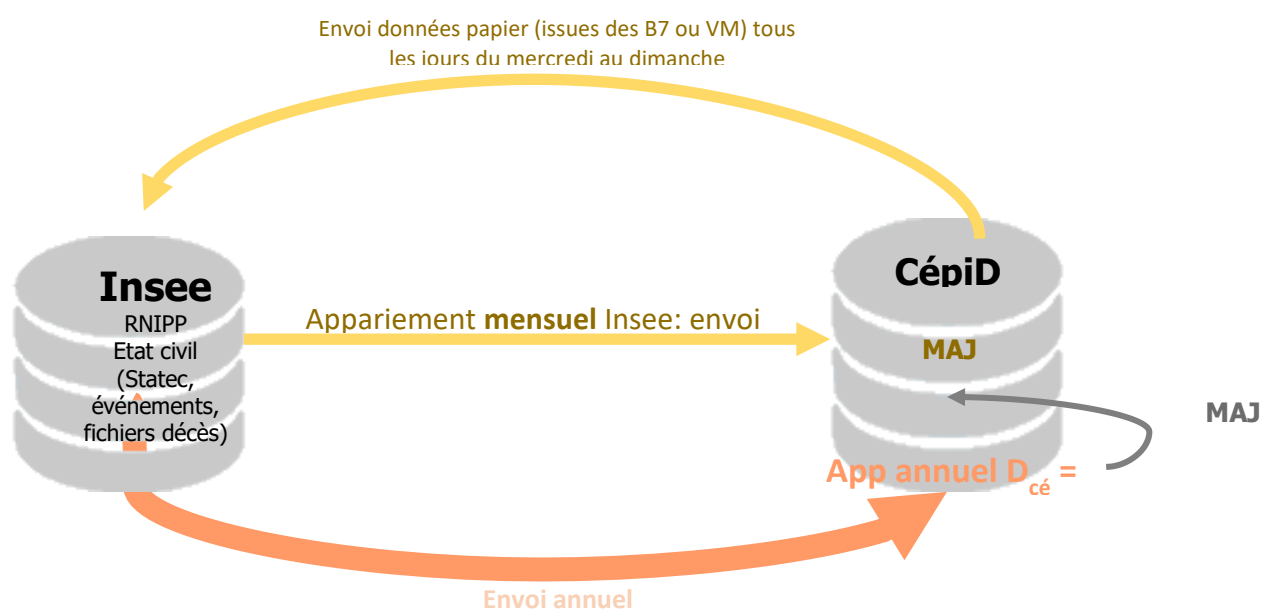 Envoi données papier (issues des B7 ou VM) tous
les jours du mercredi au dimanche
Insee
RNIPP
Etat civil
(Statec,
événements,
fichiers décès)
Appariement mensuel Insee: envoi
CépiD
MAJ
MAJ
App annuel Dcé =
Envoi annuel